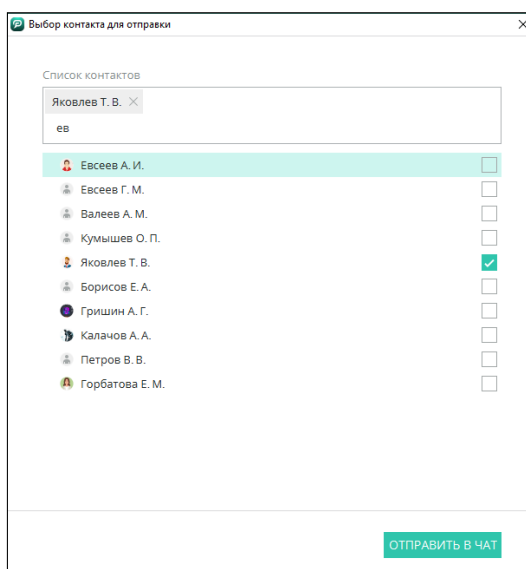 Выбор контакта для отправки
Список контактов
Яковлев Т. В.
ев
Евсеев А. И.
Евсеев Г. М.
Валеев А. М.
Кумышев О. П.
Яковлев Т. В.
Борисов Е. А.
Гришин А. Г.
Калачов А. А.
Петров В. В.
Горбатова Е. М.
ОТПРАВИТЬ В ЧАТ